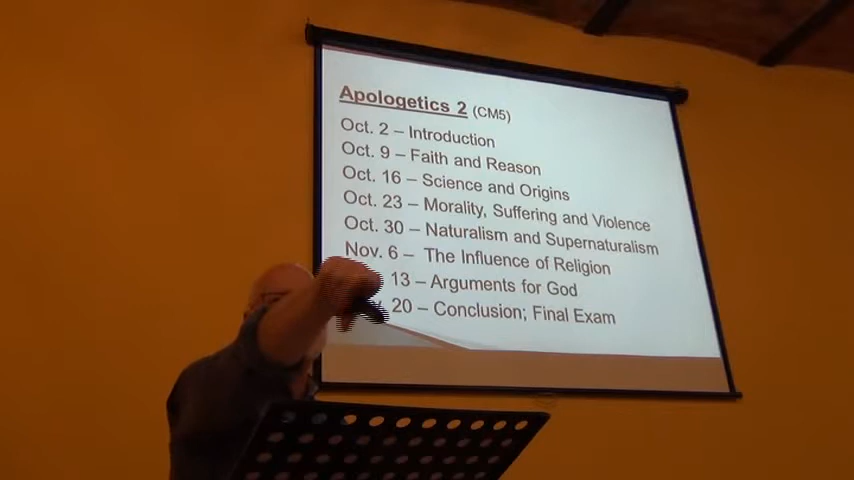 Apologetics 2 (CM5)
Oct. 2 – Introduction
Oct. 9 – Faith and Reason
Oct. 16 – Science and Origins
Oct. 23 – Morality, Suffering and Violence
Oct. 30 – Naturalism and Supernaturalism
Nov. 6 – The Influence of Religion
13 – Arguments for God
20 – Conclusion; Final Exam